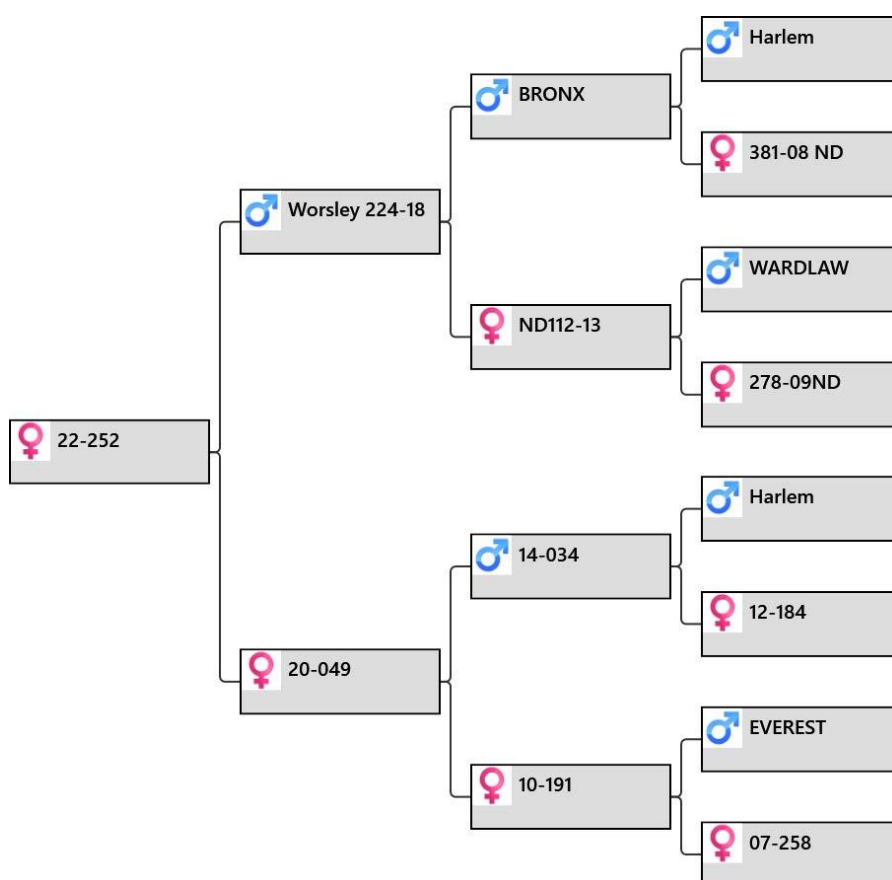 Harlem
BRONX
381-08 ND
Worsley 224-18
WARDLAW
ND112-13
278-09ND
22-252
Harlem
14-034
12-184
20-049
EVEREST
10-191
07-258